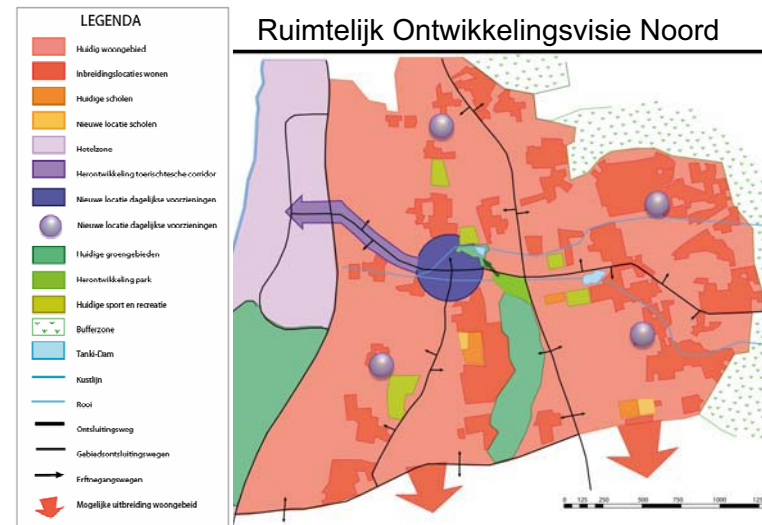 LEGENDA
Ruimtelijk Ontwikkelingsvisie Noord
Huidig woongebied
Inbreidingslocaties wonen
Huidige scholen
Nieuwe locatie scholen
Hotelzone
Herontwikkeling toerischtesche corridor
Nieuwe locatie dagelijkse voorzieningen
Nieuwe locatie dagelijkse voorzieningen
Huidige groengebieden
Herontwikkeling park
Huidige sport en recreatie
Bufferzone
Tanki-Dam
Kustlijn
Rooi
Ontsluitingsweg
Gebiedsontsluitingswegen
Erftoegangswegen
Mogelijke uitbreiding woongebeid
0 125 250 500 750 1000